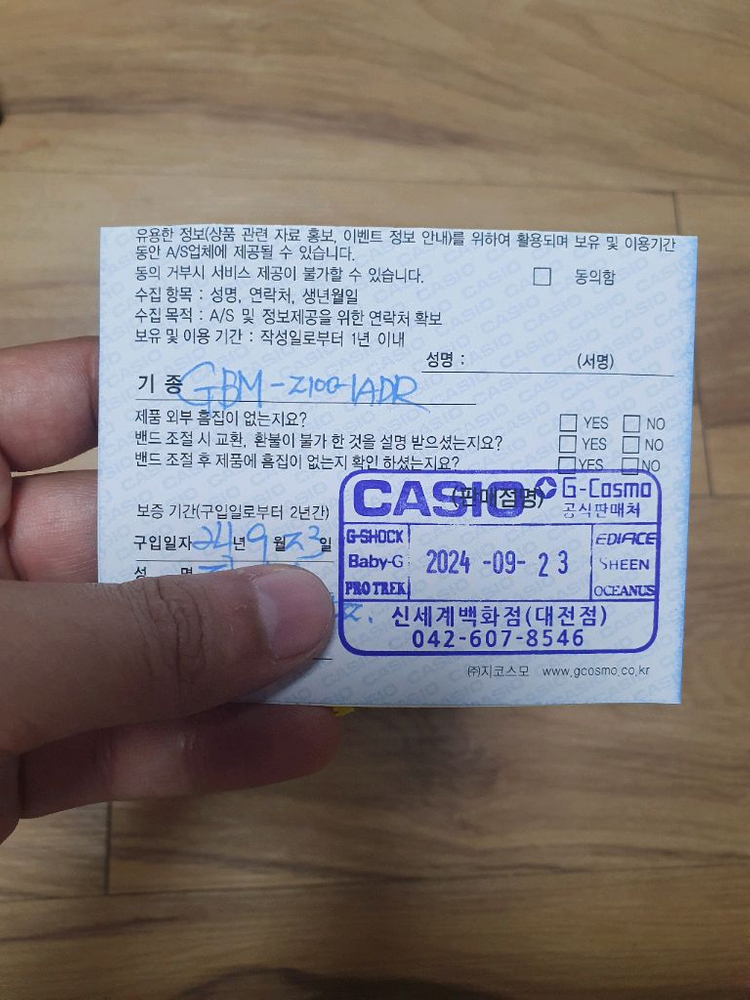 유용한 정보(상품 관련 자료 홍보, 이벤트 정보 안내)를 위하여 활용되며 보유 및 이용기간
동안 A/S업체에 제공될 수 있습니다.
동의 거부시 서비스 제공이 불가할 수 있습니다. 동의함
수집 항목 : 성명, 연락처, 생년월일
수집 목적 : A/S 및 정보제공을 위한 연락처 확보
보유 및 이용 기간 : 작성일로부터 1년 이내
성명 : (서명)
기 종 GBM-2100-1ADR
제품 외부 흠집이 없는지요? YES NO
밴드 조절 시 교환, 환불이 불가 한 것을 설명 받으셨는지요? YES NO
밴드 조절 후 제품에 흠집이 없는지 확인 하셨는지요? YES NO
CASIO (판매점명) G-Cosmo
공식판매처
보증 기간(구입일로부터 2년간)
구입일자 24년 9월 23일
성 명
G-SHOCK
Baby-G
PRO TREK
2024 -09- 23
EDIFICE
SHEEN
OCEANUS
신세계백화점(대전점)
042-607-8546
㈜지코스모 www.gcosmo.co.kr